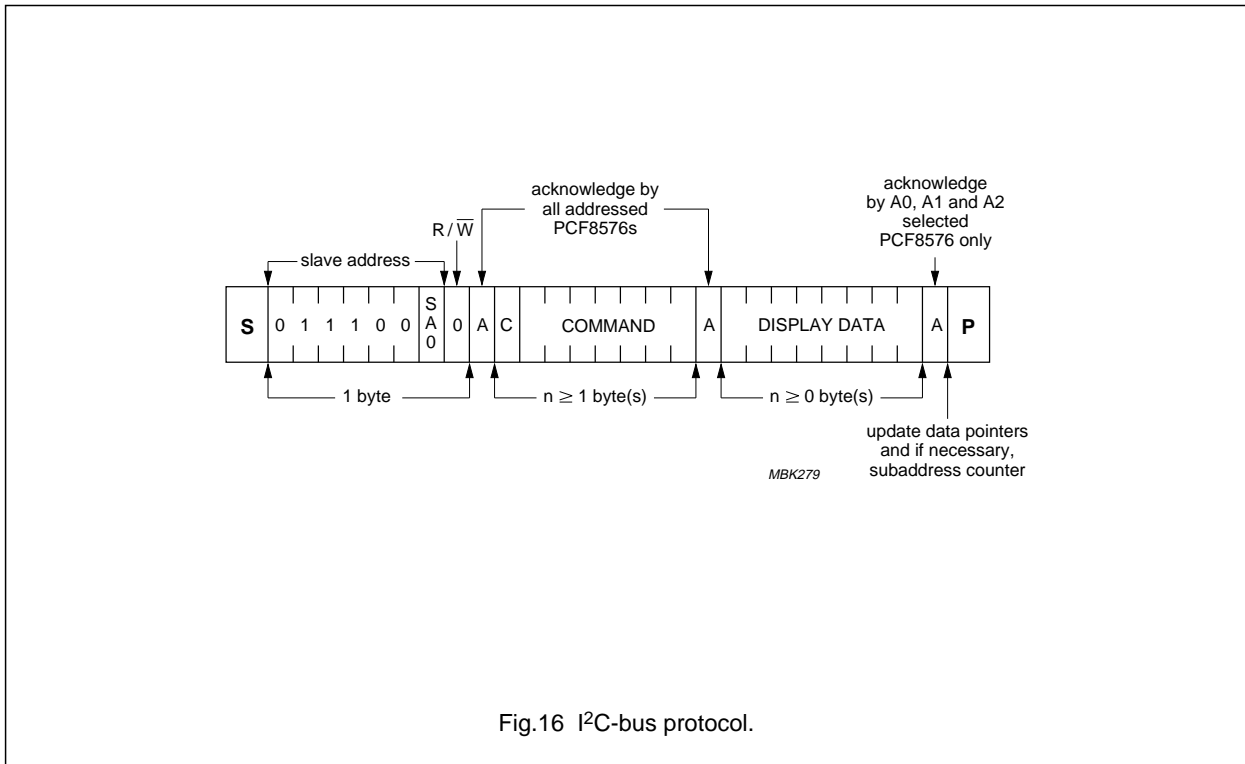 acknowledge by
all addressed
PCF8576s
acknowledge
by A0, A1 and A2
selected
PCF8576 only
R / W̅
slave address
S 0 1 1 1 0 0 SA0 0 A C COMMAND A DISPLAY DATA A P
1 byte
n ≥ 1 byte(s)
n ≥ 0 byte(s)
update data pointers
and if necessary,
subaddress counter
MBK279
Fig.16 I²C-bus protocol.